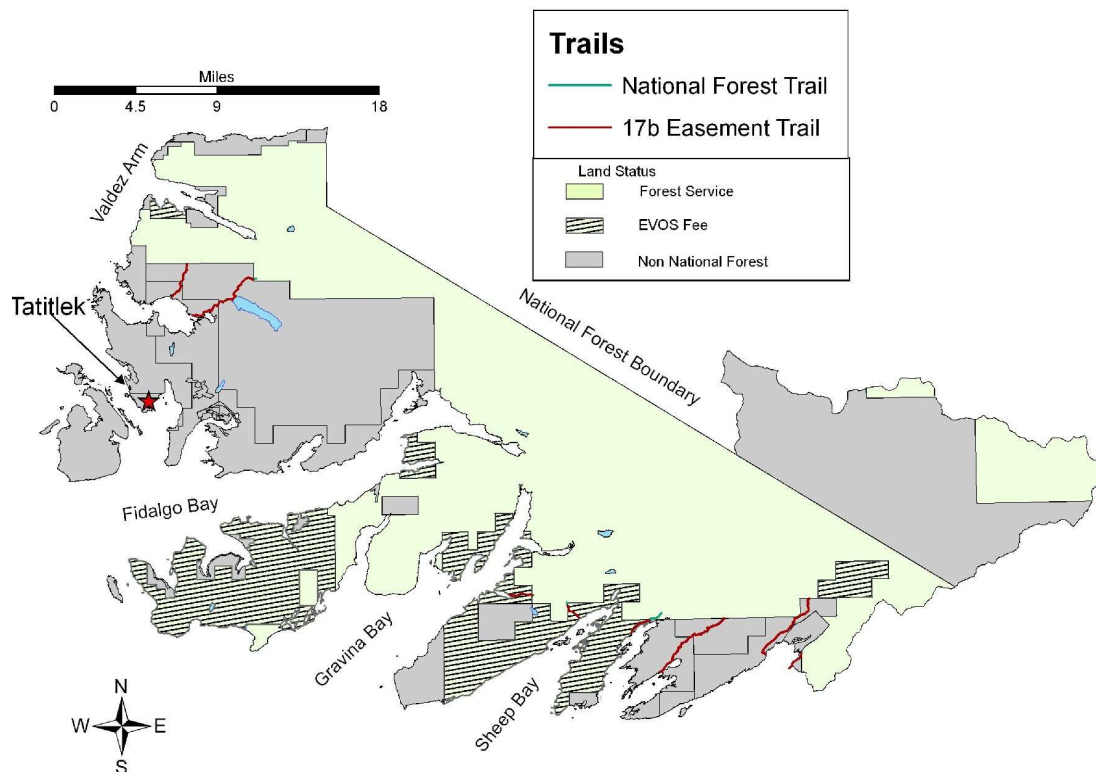 Miles
0 4.5 9 18
Trails
National Forest Trail
17b Easement Trail
Land Status
Forest Service
EVOS Fee
Non National Forest
Valdez Arm
Tatitlek
National Forest Boundary
Fidalgo Bay
Gravina Bay
Sheep Bay
N
W E
S